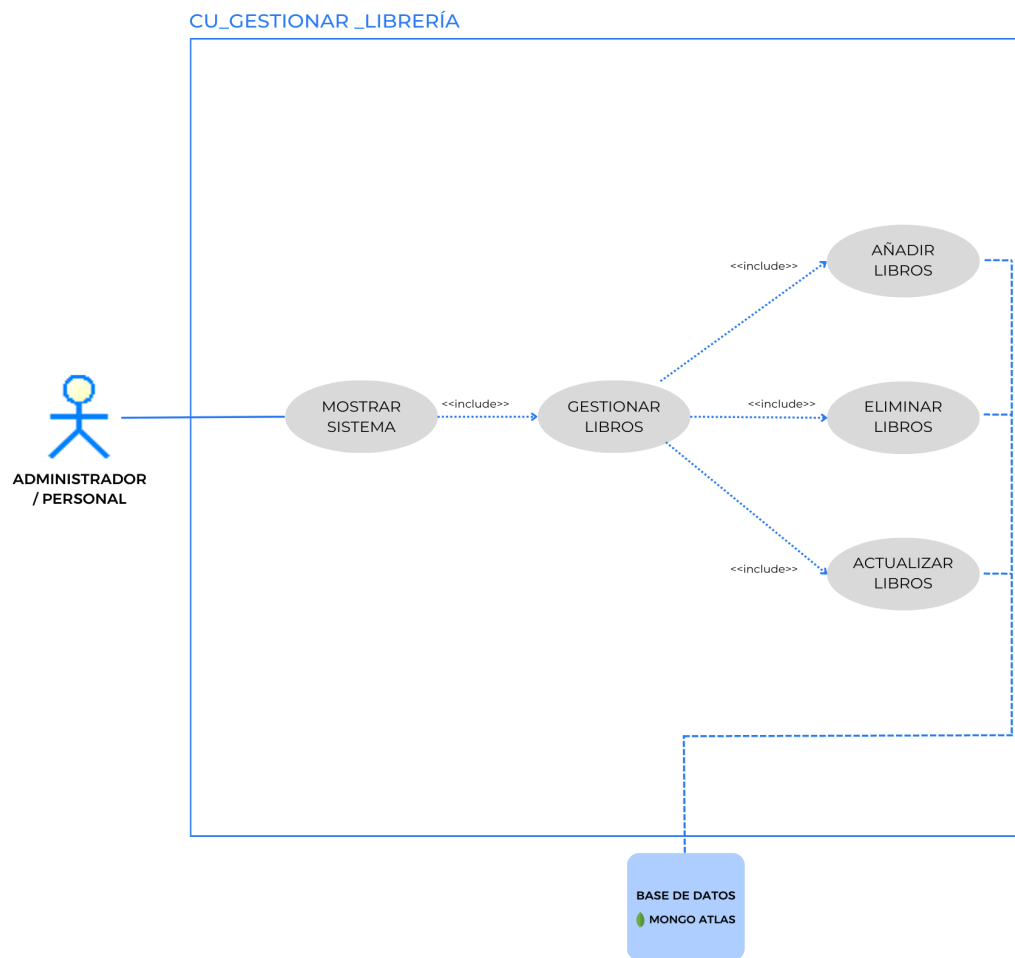 CU_GESTIONAR _LIBRERÍA
<<include>>
AÑADIR
LIBROS
MOSTRAR
SISTEMA
<<include>>
GESTIONAR
LIBROS
<<include>>
ELIMINAR
LIBROS
ADMINISTRADOR
/ PERSONAL
<<include>>
ACTUALIZAR
LIBROS
BASE DE DATOS
MONGO ATLAS